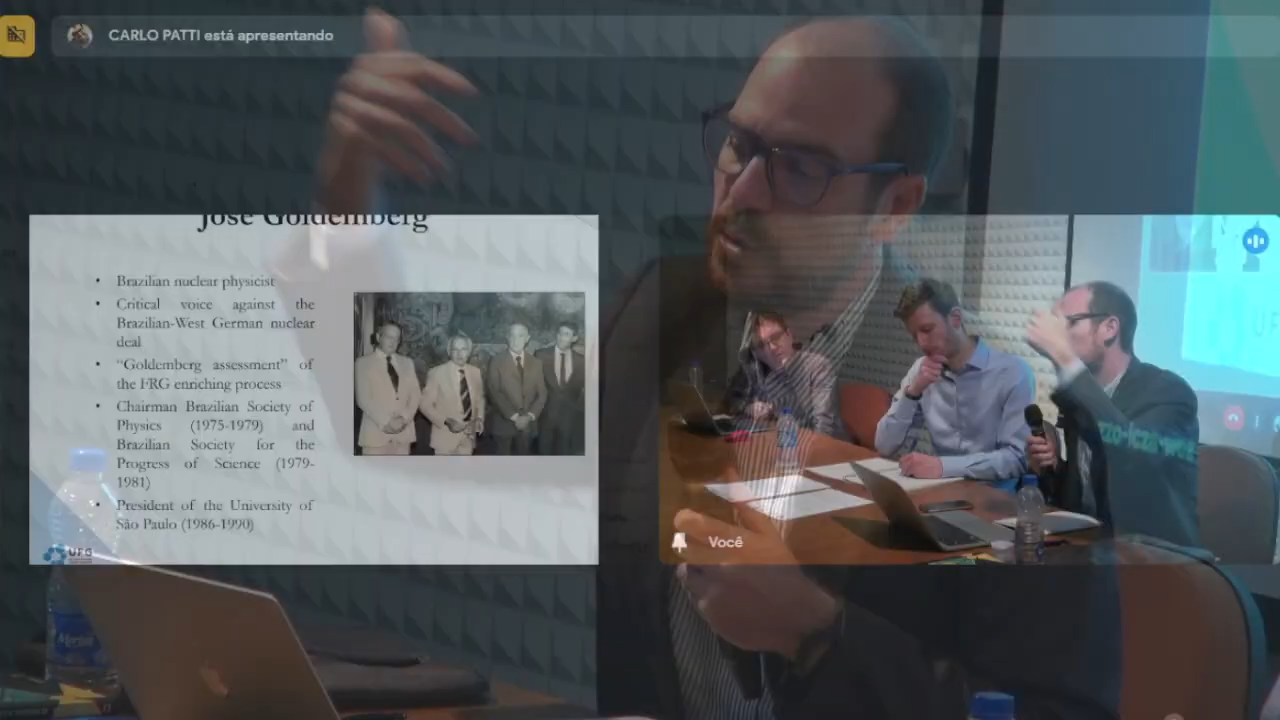 CARLO PATTI está apresentando
José Goldemberg
• Brazilian nuclear physicist
• Critical voice against the
Brazilian-West German nuclear
deal
• “Goldemberg assessment” of
the FRG enriching process
• Chairman Brazilian Society of
Physics (1975-1979) and
Brazilian Society for the
Progress of Science (1979-
1981)
• President of the University of
São Paulo (1986-1990)
UFG
Você